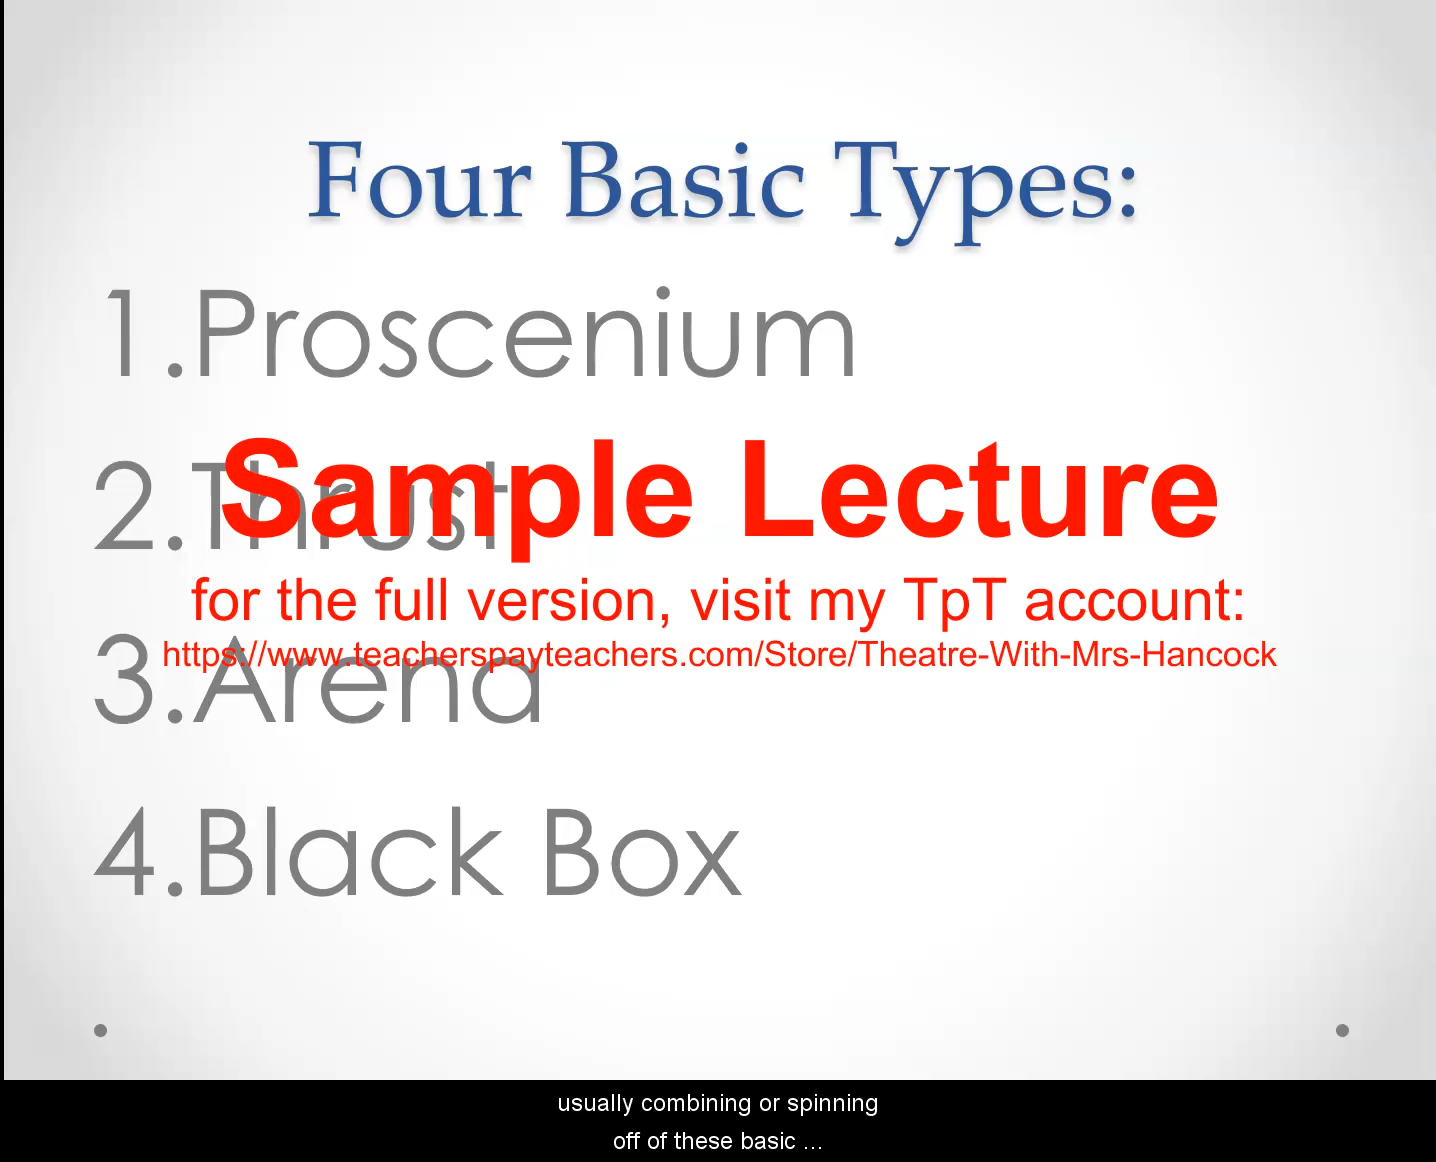 Four Basic Types:
1.Proscenium
2.Thrust
Sample Lecture
for the full version, visit my TpT account:
https://www.teacherspayteachers.com/Store/Theatre-With-Mrs-Hancock
3.Arena
4.Black Box
usually combining or spinning
off of these basic ...